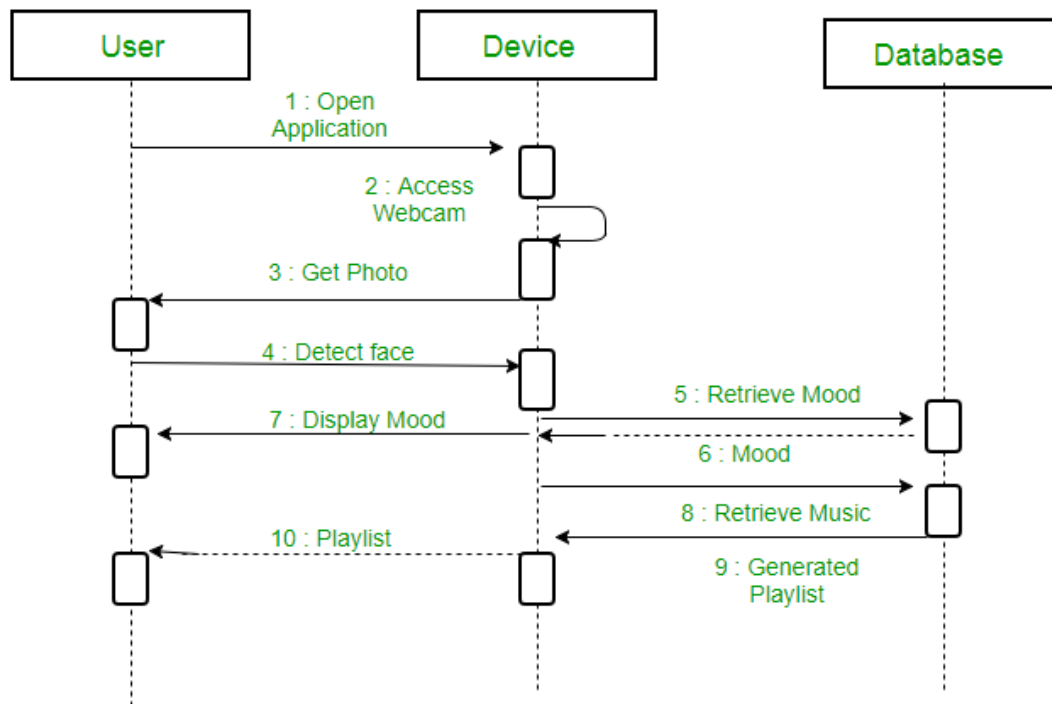 User
Device
Database
1 : Open
Application
2 : Access
Webcam
3 : Get Photo
4 : Detect face
5 : Retrieve Mood
7 : Display Mood
6 : Mood
8 : Retrieve Music
10 : Playlist
9 : Generated
Playlist